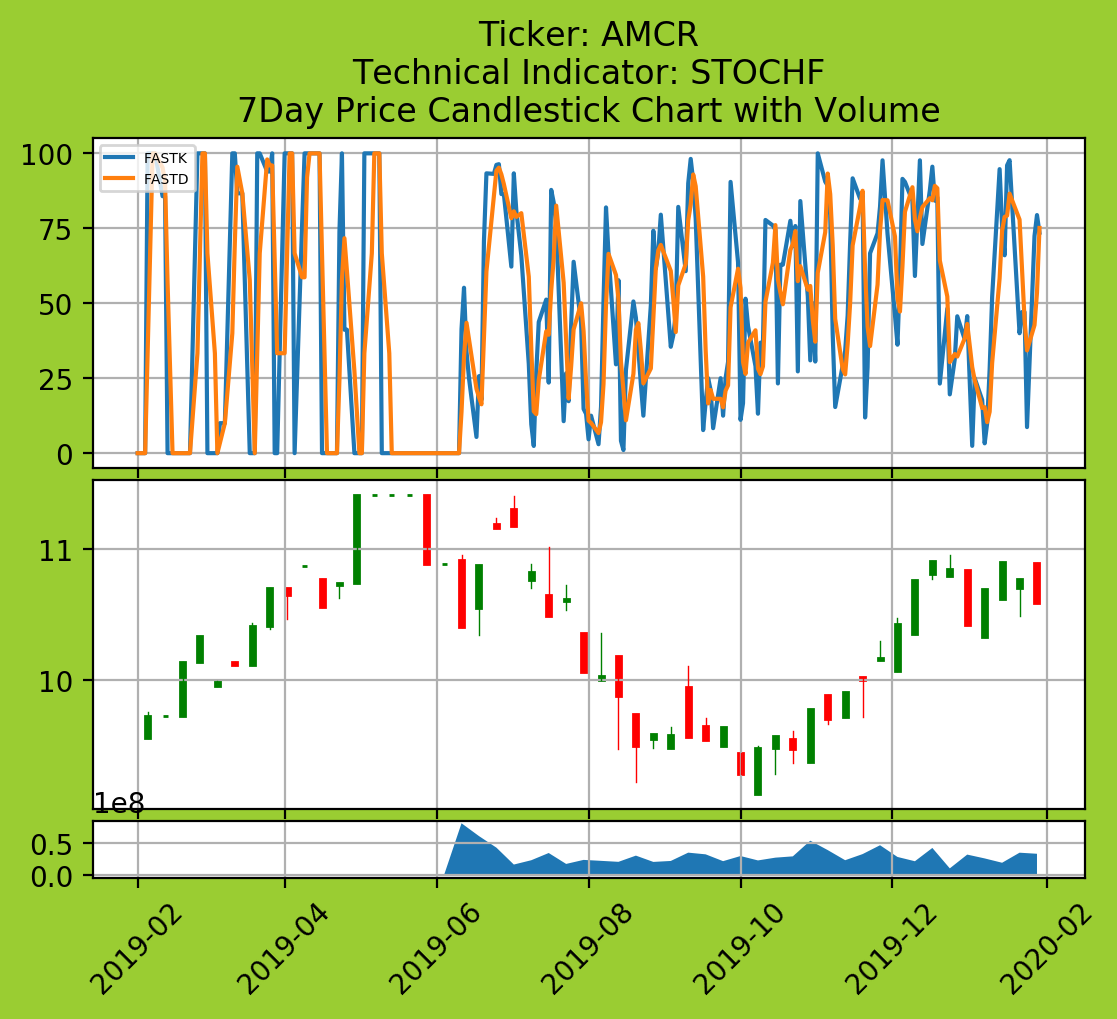 Ticker: AMCR
Technical Indicator: STOCHF
7Day Price Candlestick Chart with Volume
100
75
50
25
0
FASTK
FASTD
11
10
1e8
0.5
0.0
2019-02
2019-04
2019-06
2019-08
2019-10
2019-12
2020-02